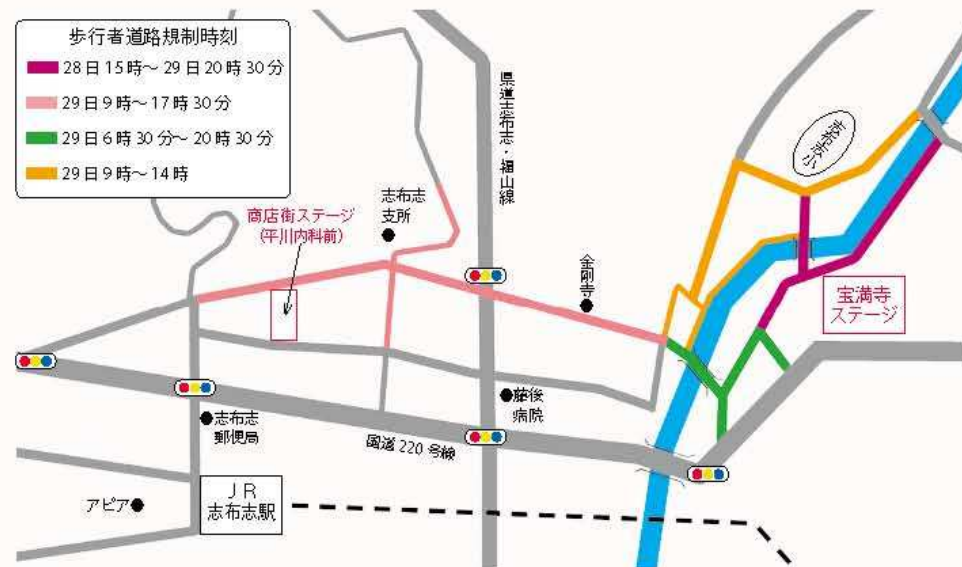 歩行者道路規制時刻
28日15時～29日20時30分
29日9時～17時30分
29日6時30分～20時30分
29日9時～14時
県道志布志・福山線
志布志小
志布志
支所
商店街ステージ
(平川内科前)
金剛寺
宝満寺
ステージ
藤後
病院
志布志
郵便局
国道220号線
JR
志布志駅
アピア